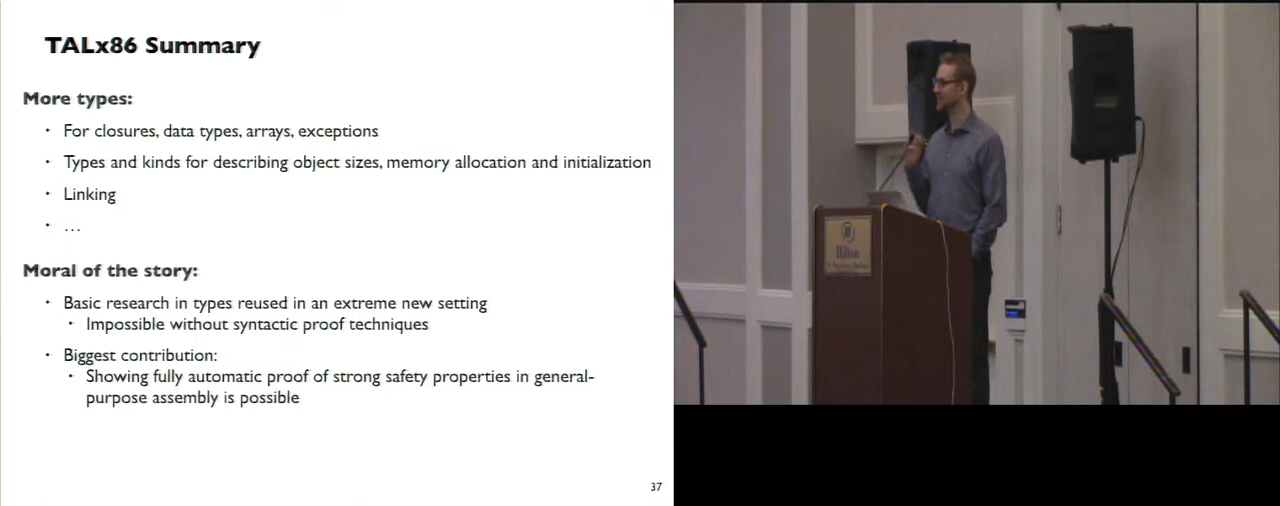 TALx86 Summary
More types:
• For closures, data types, arrays, exceptions
• Types and kinds for describing object sizes, memory allocation and initialization
• Linking
• …
Moral of the story:
• Basic research in types reused in an extreme new setting
• Impossible without syntactic proof techniques
• Biggest contribution:
• Showing fully automatic proof of strong safety properties in general-
purpose assembly is possible
37
Hilton